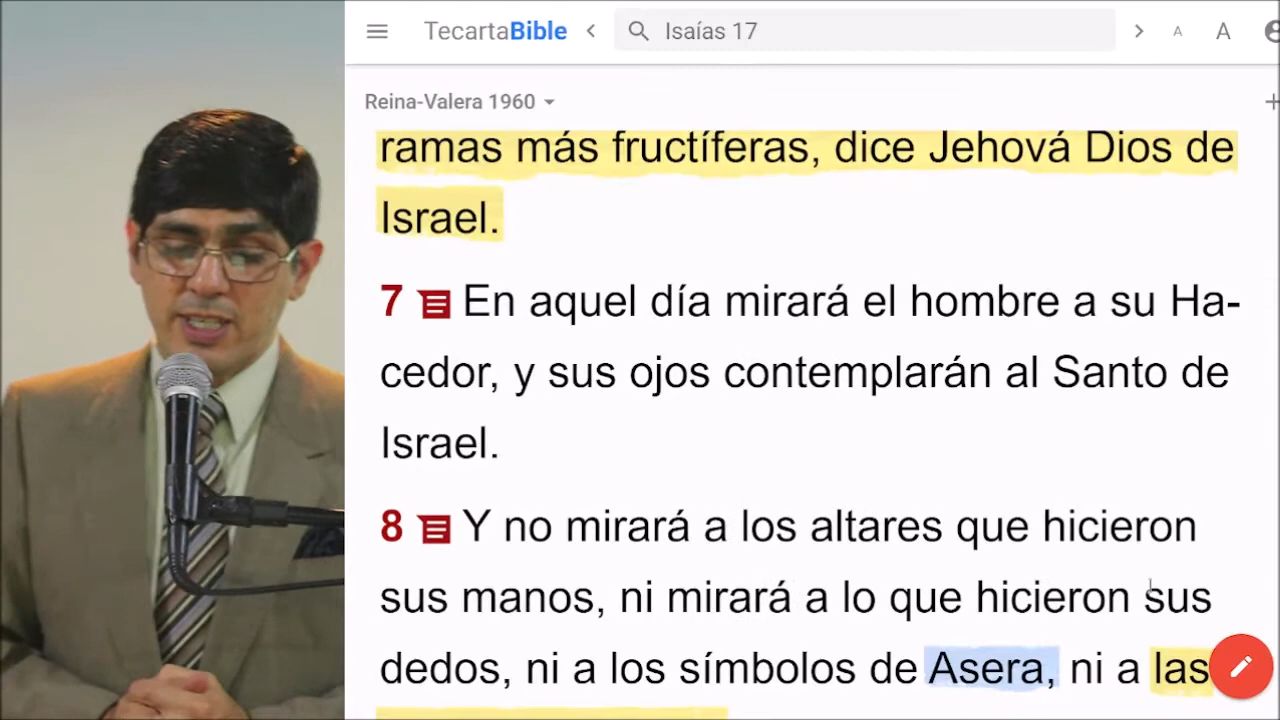 TecartaBible
Isaías 17
A A
Reina-Valera 1960
ramas más fructíferas, dice Jehová Dios de
Israel.
7 En aquel día mirará el hombre a su Ha-
cedor, y sus ojos contemplarán al Santo de
Israel.
8 Y no mirará a los altares que hicieron
sus manos, ni mirará a lo que hicieron sus
dedos, ni a los símbolos de Asera, ni a las